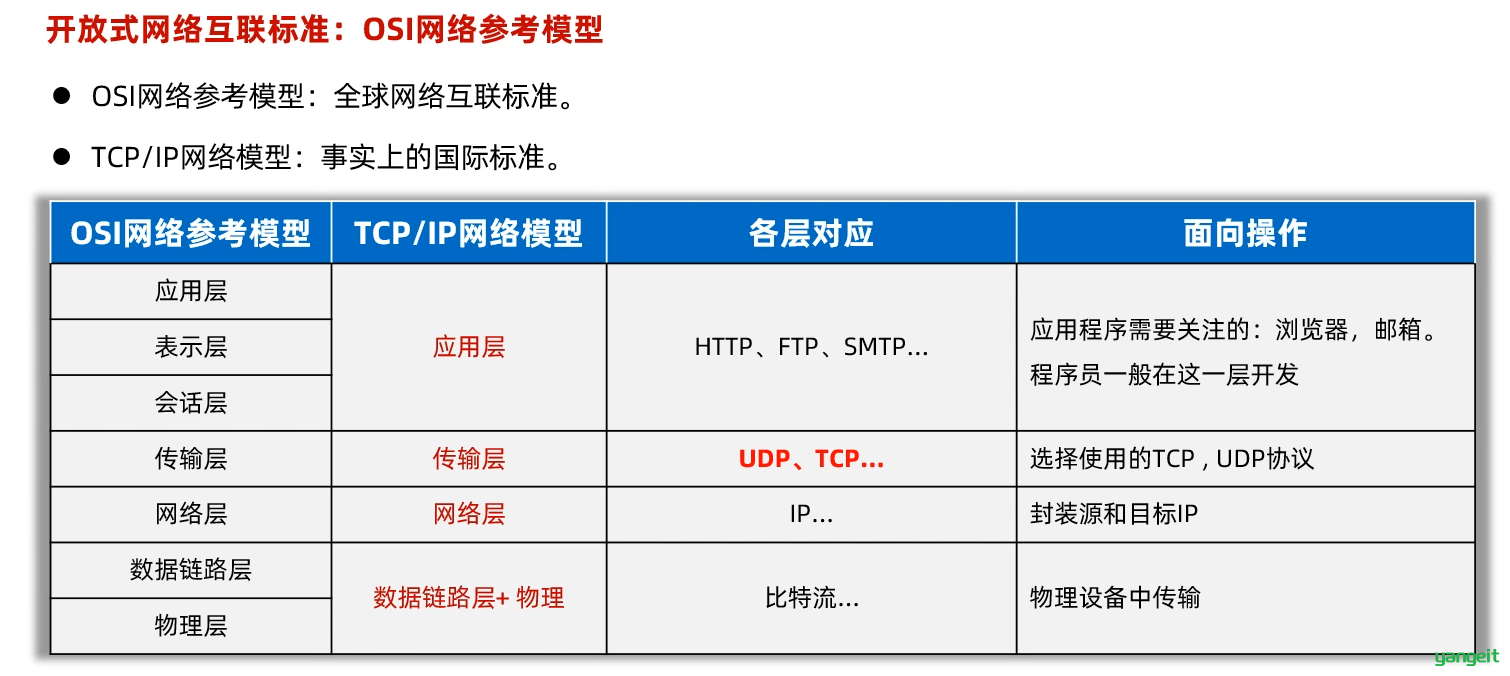 开放式网络互联标准：OSI网络参考模型
● OSI网络参考模型：全球网络互联标准。
● TCP/IP网络模型：事实上的国际标准。
OSI网络参考模型 TCP/IP网络模型 各层对应 面向操作
应用层
表示层
会话层
应用层
HTTP、FTP、SMTP...
应用程序需要关注的：浏览器，邮箱。
程序员一般在这一层开发
传输层 传输层 UDP、TCP... 选择使用的TCP , UDP协议
网络层 网络层 IP... 封装源和目标IP
数据链路层
物理层
数据链路层+ 物理
比特流...
物理设备中传输
yangeit